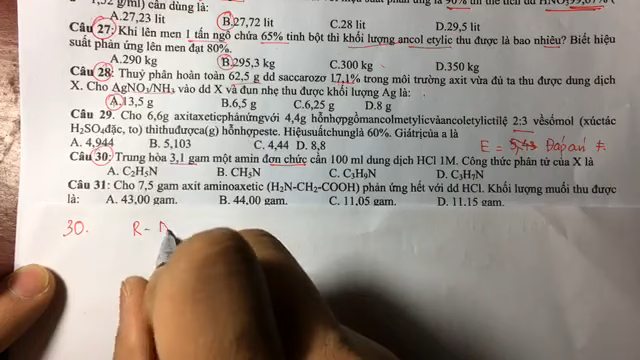 1,52 g/ml) cần dùng là:
A.27,23 lit B.27,72 lit C.28 lit D.29,5 lit
Câu 27: Khi lên men 1 tấn ngô chứa 65% tinh bột thì khối lượng ancol etylic thu được là bao nhiêu? Biết hiệu
suất phản ứng lên men đạt 80%.
A.290 kg B.295,3 kg C.300 kg D.350 kg
Câu 28: Thuỷ phân hoàn toàn 62,5 g dd saccarozơ 17,1% trong môi trường axit vừa đủ ta thu được dung dịch
X. Cho AgNO3/NH3 vào dd X và đun nhẹ thu được khối lượng Ag là:
A.13,5 g B.6,5 g C.6,25 g D.8 g
Câu 29. Cho 6,6g axitaxeticphảnứngvới 4,4g hỗnhợpgồmancolmetylicvàancoletylictilệ 2:3 vềsốmol (xúctác
H2SO4đặc, to) thìthuđượca(g) hỗnhợpeste. Hiệusuấtchunglà 60%. Giátrịcủa a là
A. 4,944 B. 5,103 C. 4,44 D. 8,8 E = 5,43 Đáp án E.
Câu 30: Trung hòa 3,1 gam một amin đơn chức cần 100 ml dung dịch HCl 1M. Công thức phân tử của X là
A. C2H5N B. CH5N C. C3H9N D. C3H7N
Câu 31: Cho 7,5 gam axit aminoaxetic (H2N-CH2-COOH) phản ứng hết với dd HCl. Khối lượng muối thu được
là: A. 43,00 gam. B. 44,00 gam. C. 11,05 gam. D. 11,15 gam.
30. R-